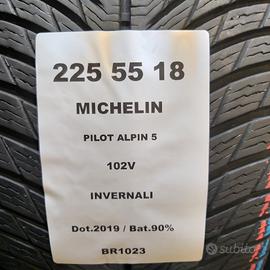 225 55 18
MICHELIN
PILOT ALPIN 5
102V
INVERNALI
Dot.2019 / Bat.90%
BR1023
subito